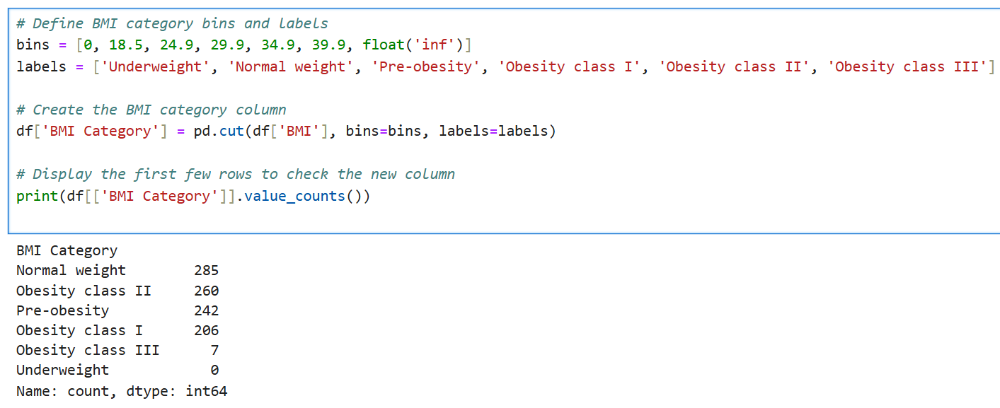 # Define BMI category bins and labels
bins = [0, 18.5, 24.9, 29.9, 34.9, 39.9, float('inf')]
labels = ['Underweight', 'Normal weight', 'Pre-obesity', 'Obesity class I', 'Obesity class II', 'Obesity class III']
# Create the BMI category column
df['BMI Category'] = pd.cut(df['BMI'], bins=bins, labels=labels)
# Display the first few rows to check the new column
print(df[['BMI Category']].value_counts())
BMI Category
Normal weight        285
Obesity class II     260
Pre-obesity          242
Obesity class I      206
Obesity class III      7
Underweight            0
Name: count, dtype: int64